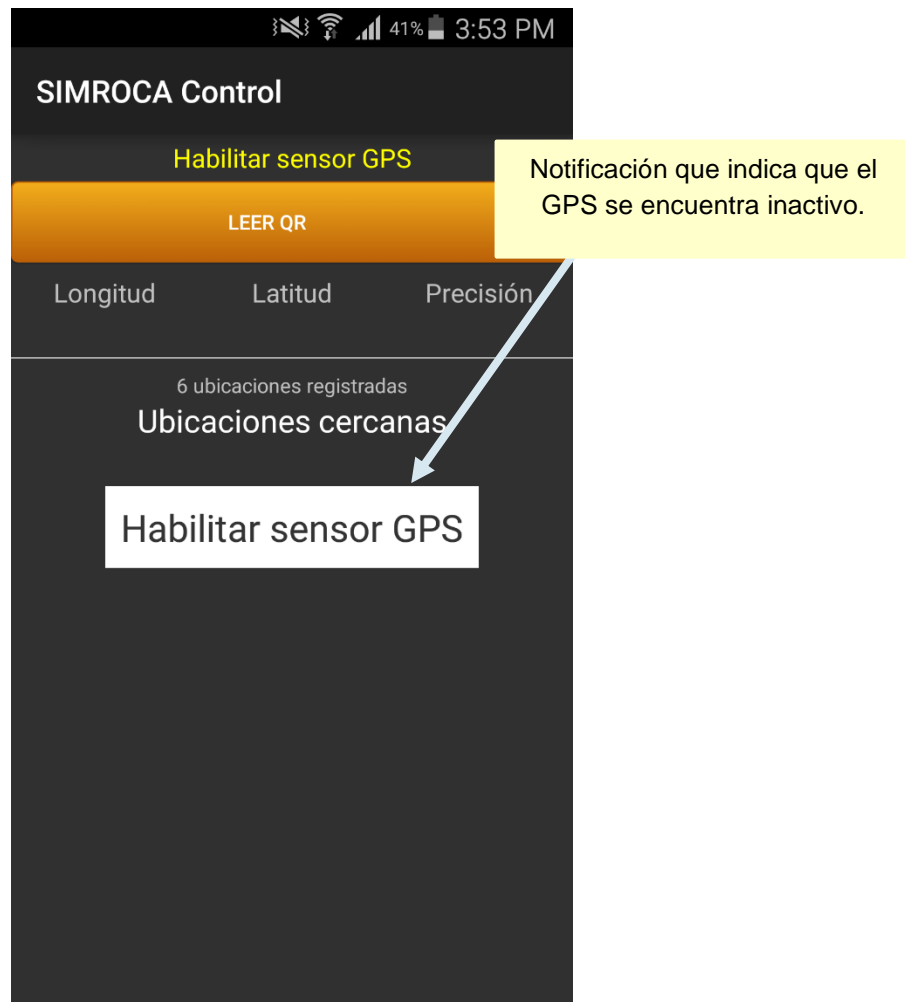 41% 3:53 PM
SIMROCA Control
Habilitar sensor GPS
Notificación que indica que el
GPS se encuentra inactivo.
LEER QR
Longitud Latitud Precisión
6 ubicaciones registradas
Ubicaciones cercanas
Habilitar sensor GPS